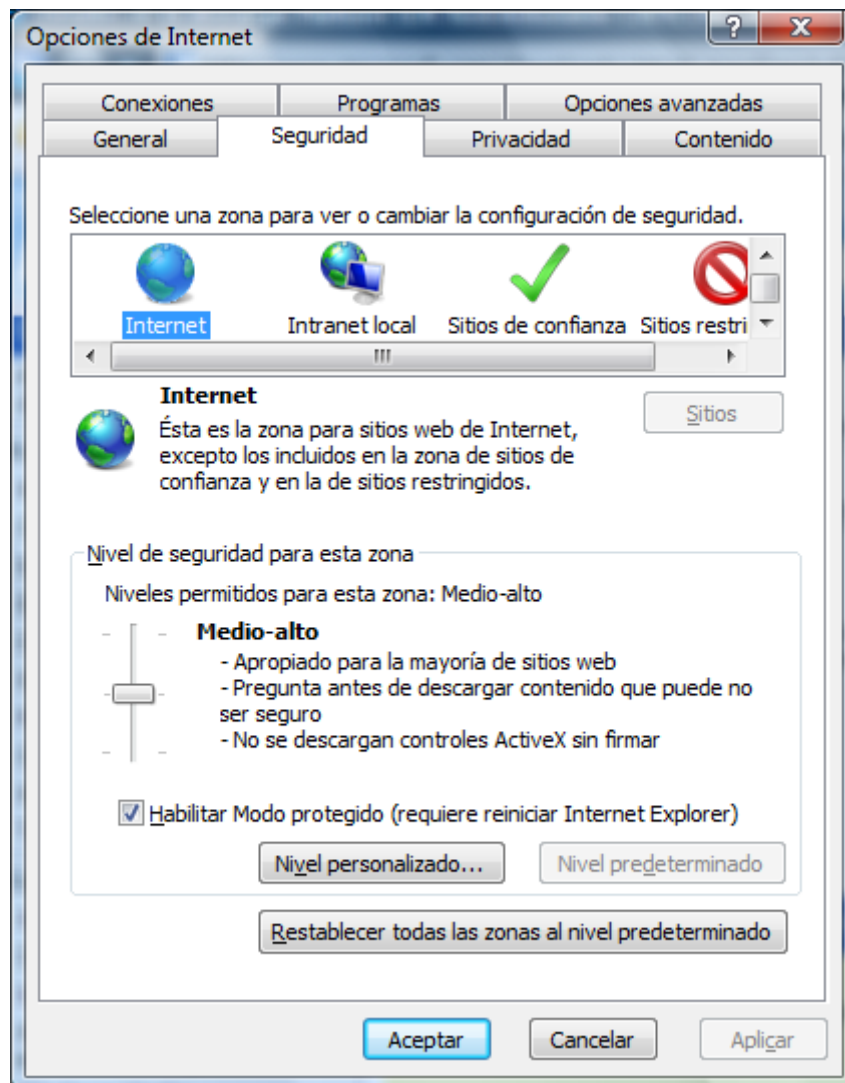 Opciones de Internet
Conexiones Programas Opciones avanzadas
General Seguridad Privacidad Contenido
Seleccione una zona para ver o cambiar la configuración de seguridad.
Internet Intranet local Sitios de confianza Sitios restri
Internet
Sitios
Ésta es la zona para sitios web de Internet,
excepto los incluidos en la zona de sitios de
confianza y en la de sitios restringidos.
Nivel de seguridad para esta zona
Niveles permitidos para esta zona: Medio-alto
Medio-alto
- Apropiado para la mayoría de sitios web
- Pregunta antes de descargar contenido que puede no
ser seguro
- No se descargan controles ActiveX sin firmar
Habilitar Modo protegido (requiere reiniciar Internet Explorer)
Nivel personalizado... Nivel predeterminado
Restablecer todas las zonas al nivel predeterminado
Aceptar Cancelar Aplicar